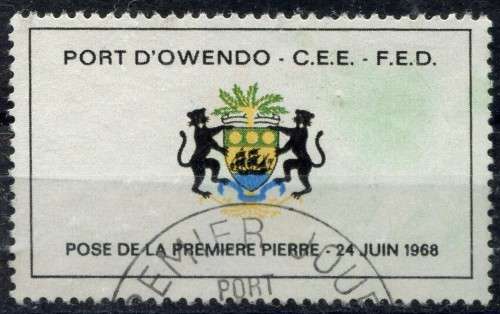 PORT D'OWENDO - C.E.E. - F.E.D.
POSE DE LA PREMIERE PIERRE - 24 JUIN 1968
PORT